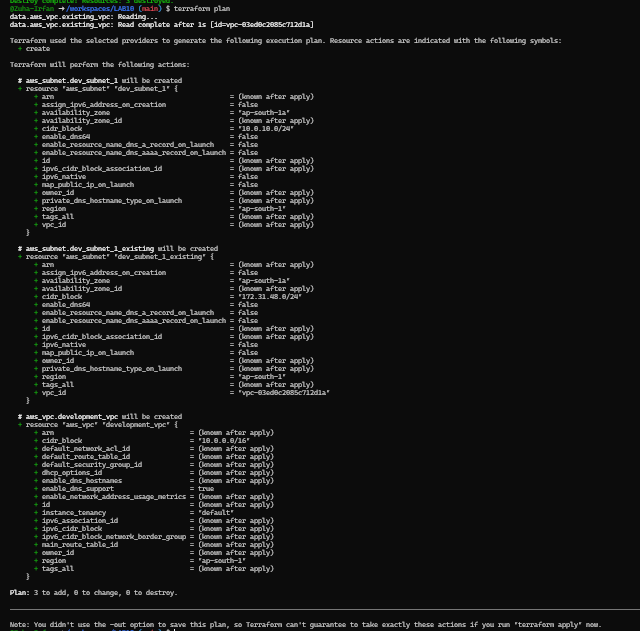 Destroy complete! Resources: 3 destroyed.
@Zuha-Irfan → /workspaces/LAB10 (main) $ terraform plan
data.aws_vpc.existing_vpc: Reading...
data.aws_vpc.existing_vpc: Read complete after 1s [id=vpc-03ed0c2085c712d1a]

Terraform used the selected providers to generate the following execution plan. Resource actions are indicated with the following symbols:
  + create

Terraform will perform the following actions:

  # aws_subnet.dev_subnet_1 will be created
  + resource "aws_subnet" "dev_subnet_1" {
      + arn                                            = (known after apply)
      + assign_ipv6_address_on_creation                = false
      + availability_zone                              = "ap-south-1a"
      + availability_zone_id                           = (known after apply)
      + cidr_block                                     = "10.0.10.0/24"
      + enable_dns64                                   = false
      + enable_resource_name_dns_a_record_on_launch    = false
      + enable_resource_name_dns_aaaa_record_on_launch = false
      + id                                             = (known after apply)
      + ipv6_cidr_block_association_id                 = (known after apply)
      + ipv6_native                                    = false
      + map_public_ip_on_launch                        = false
      + owner_id                                       = (known after apply)
      + private_dns_hostname_type_on_launch            = (known after apply)
      + region                                         = "ap-south-1"
      + tags_all                                       = (known after apply)
      + vpc_id                                         = (known after apply)
    }

  # aws_subnet.dev_subnet_1_existing will be created
  + resource "aws_subnet" "dev_subnet_1_existing" {
      + arn                                            = (known after apply)
      + assign_ipv6_address_on_creation                = false
      + availability_zone                              = "ap-south-1a"
      + availability_zone_id                           = (known after apply)
      + cidr_block                                     = "172.31.48.0/24"
      + enable_dns64                                   = false
      + enable_resource_name_dns_a_record_on_launch    = false
      + enable_resource_name_dns_aaaa_record_on_launch = false
      + id                                             = (known after apply)
      + ipv6_cidr_block_association_id                 = (known after apply)
      + ipv6_native                                    = false
      + map_public_ip_on_launch                        = false
      + owner_id                                       = (known after apply)
      + private_dns_hostname_type_on_launch            = (known after apply)
      + region                                         = "ap-south-1"
      + tags_all                                       = (known after apply)
      + vpc_id                                         = "vpc-03ed0c2085c712d1a"
    }

  # aws_vpc.development_vpc will be created
  + resource "aws_vpc" "development_vpc" {
      + arn                                  = (known after apply)
      + cidr_block                           = "10.0.0.0/16"
      + default_network_acl_id               = (known after apply)
      + default_route_table_id               = (known after apply)
      + default_security_group_id            = (known after apply)
      + dhcp_options_id                      = (known after apply)
      + enable_dns_hostnames                 = (known after apply)
      + enable_dns_support                   = true
      + enable_network_address_usage_metrics = (known after apply)
      + id                                   = (known after apply)
      + instance_tenancy                     = "default"
      + ipv6_association_id                  = (known after apply)
      + ipv6_cidr_block                      = (known after apply)
      + ipv6_cidr_block_network_border_group = (known after apply)
      + main_route_table_id                  = (known after apply)
      + owner_id                             = (known after apply)
      + region                               = "ap-south-1"
      + tags_all                             = (known after apply)
    }

Plan: 3 to add, 0 to change, 0 to destroy.

Note: You didn't use the -out option to save this plan, so Terraform can't guarantee to take exactly these actions if you run "terraform apply" now.